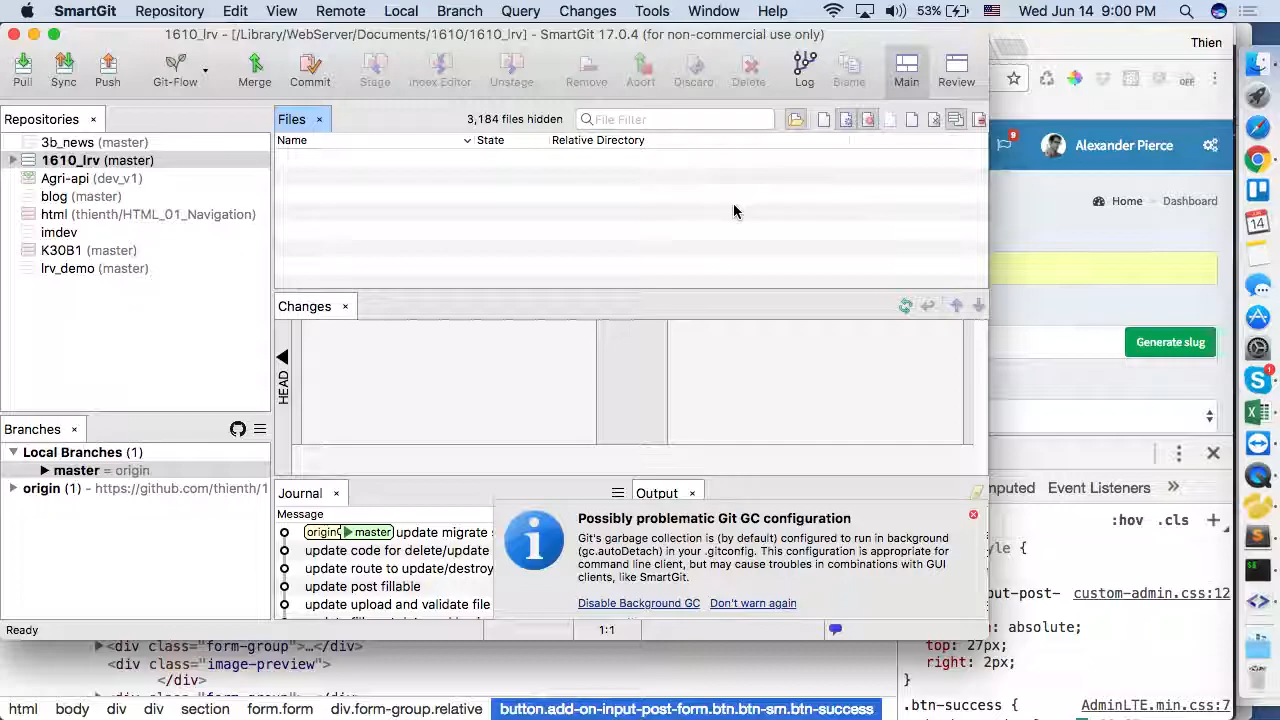 SmartGit Repository Edit View Remote Local Branch Query Changes Tools Window Help 53% Wed Jun 14 9:00 PM
1610_lrv - [/Library/WebServer/Documents/1610/1610_lrv] - SmartGit 17.0.4 (for non-commercial use only)
Thien
Pull Sync Push Git-Flow Merge Commit Stage Index Editor Unstage Remove Abort Discard Delete Log Blame Main Review
OFF
Repositories
Files 3,184 files hidden File Filter
Name State Relative Directory
3b_news (master)
1610_lrv (master)
Agri-api (dev_v1)
blog (master)
html (thienth/HTML_01_Navigation)
imdev
K30B1 (master)
lrv_demo (master)
9 Alexander Pierce
Home Dashboard
JUN
14
Changes
HEAD
Generate slug
1
Branches
Local Branches (1)
master = origin
origin (1) - https://github.com/thienth/1
Journal
Message
origin master update migrate
update code for delete/update
update route to update/destroy
update post fillable
update upload and validate file
Output
Possibly problematic Git GC configuration
Git's garbage collection is (by default) configured to run in background
(gc.autoDetach) in your .gitconfig. This configuration is appropriate for
command line client, but may cause troubles in combinations with GUI
clients, like SmartGit.
Disable Background GC Don't warn again
Ready 1:1
mputed Event Listeners »
:hov .cls +
yle {
put-post- custom-admin.css:12
n: absolute;
top: 27px;
right: 2px;
}
.btn-success { AdminLTE.min.css:7
<div class="form-group">…</div>
<div class="image-preview">
</div>
html body div div section form.form div.form-group.relative button.add-on-input-post-form.btn.btn-sm.btn-success